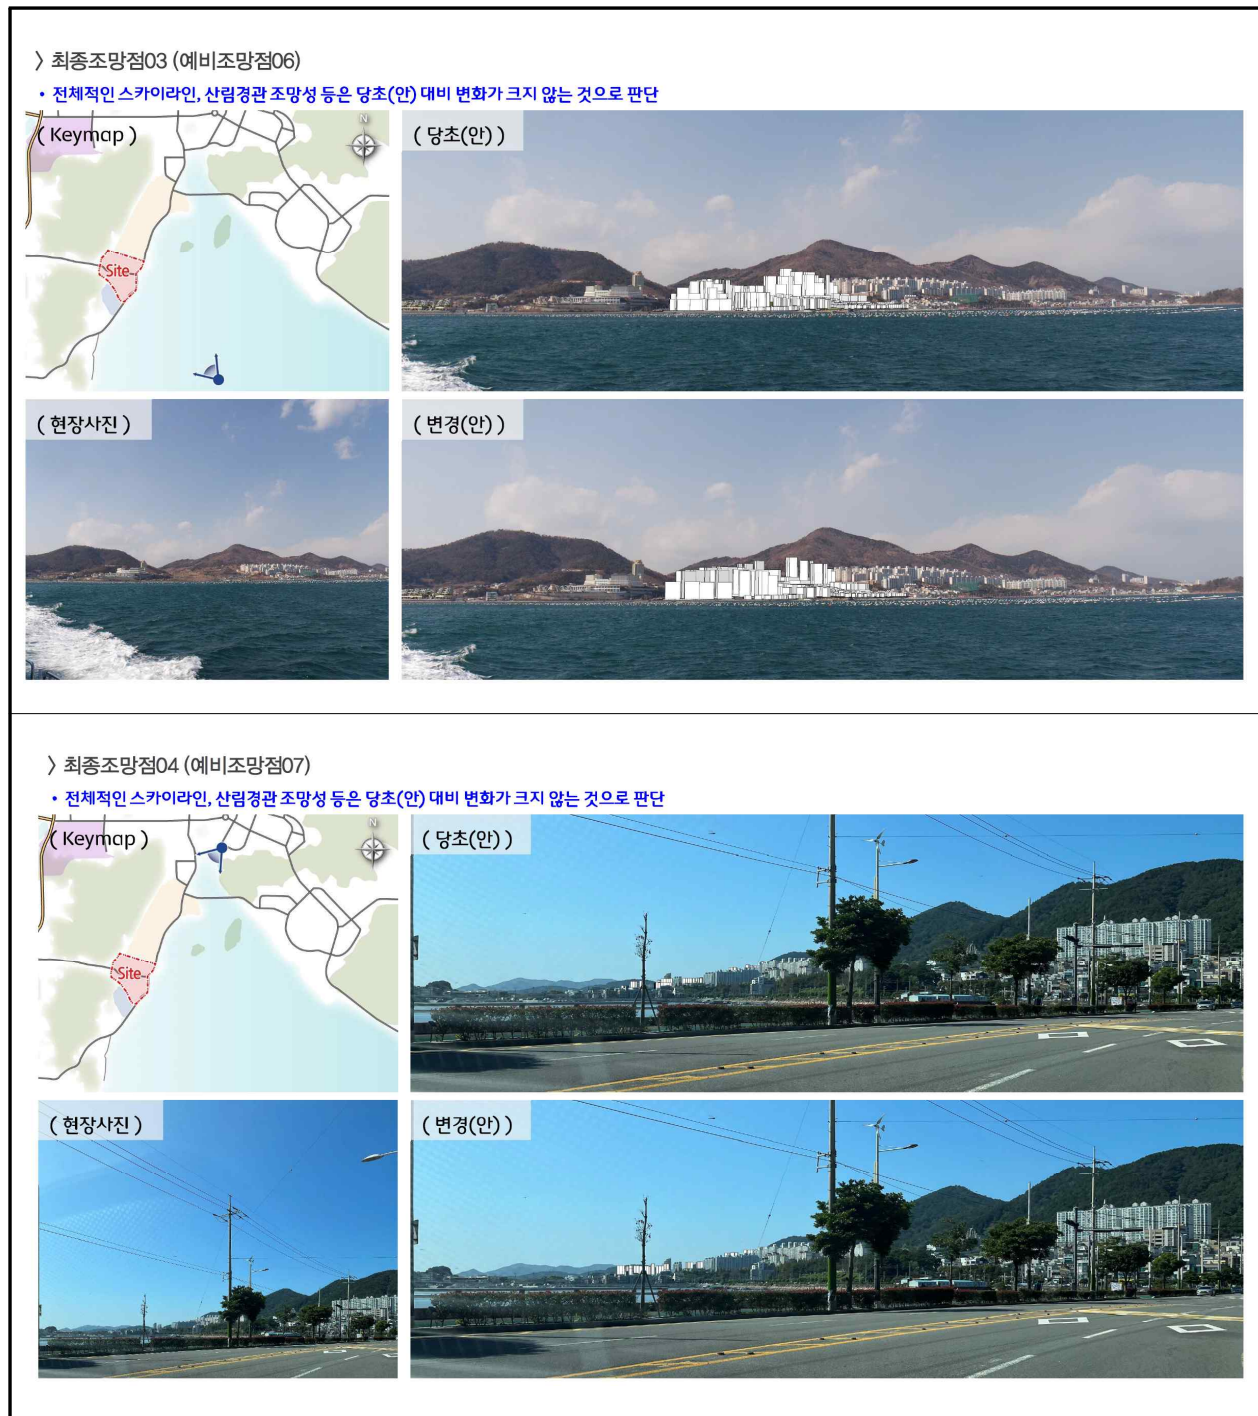 〉최종조망점03 (예비조망점06)
• 전체적인 스카이라인, 산림경관 조망성 등은 당초(안) 대비 변화가 크지 않는 것으로 판단
( Keymap )
N
Site
( 당초(안) )
( 현장사진 )
( 변경(안) )
〉최종조망점04 (예비조망점07)
• 전체적인 스카이라인, 산림경관 조망성 등은 당초(안) 대비 변화가 크지 않는 것으로 판단
( Keymap )
N
Site
( 당초(안) )
( 현장사진 )
( 변경(안) )